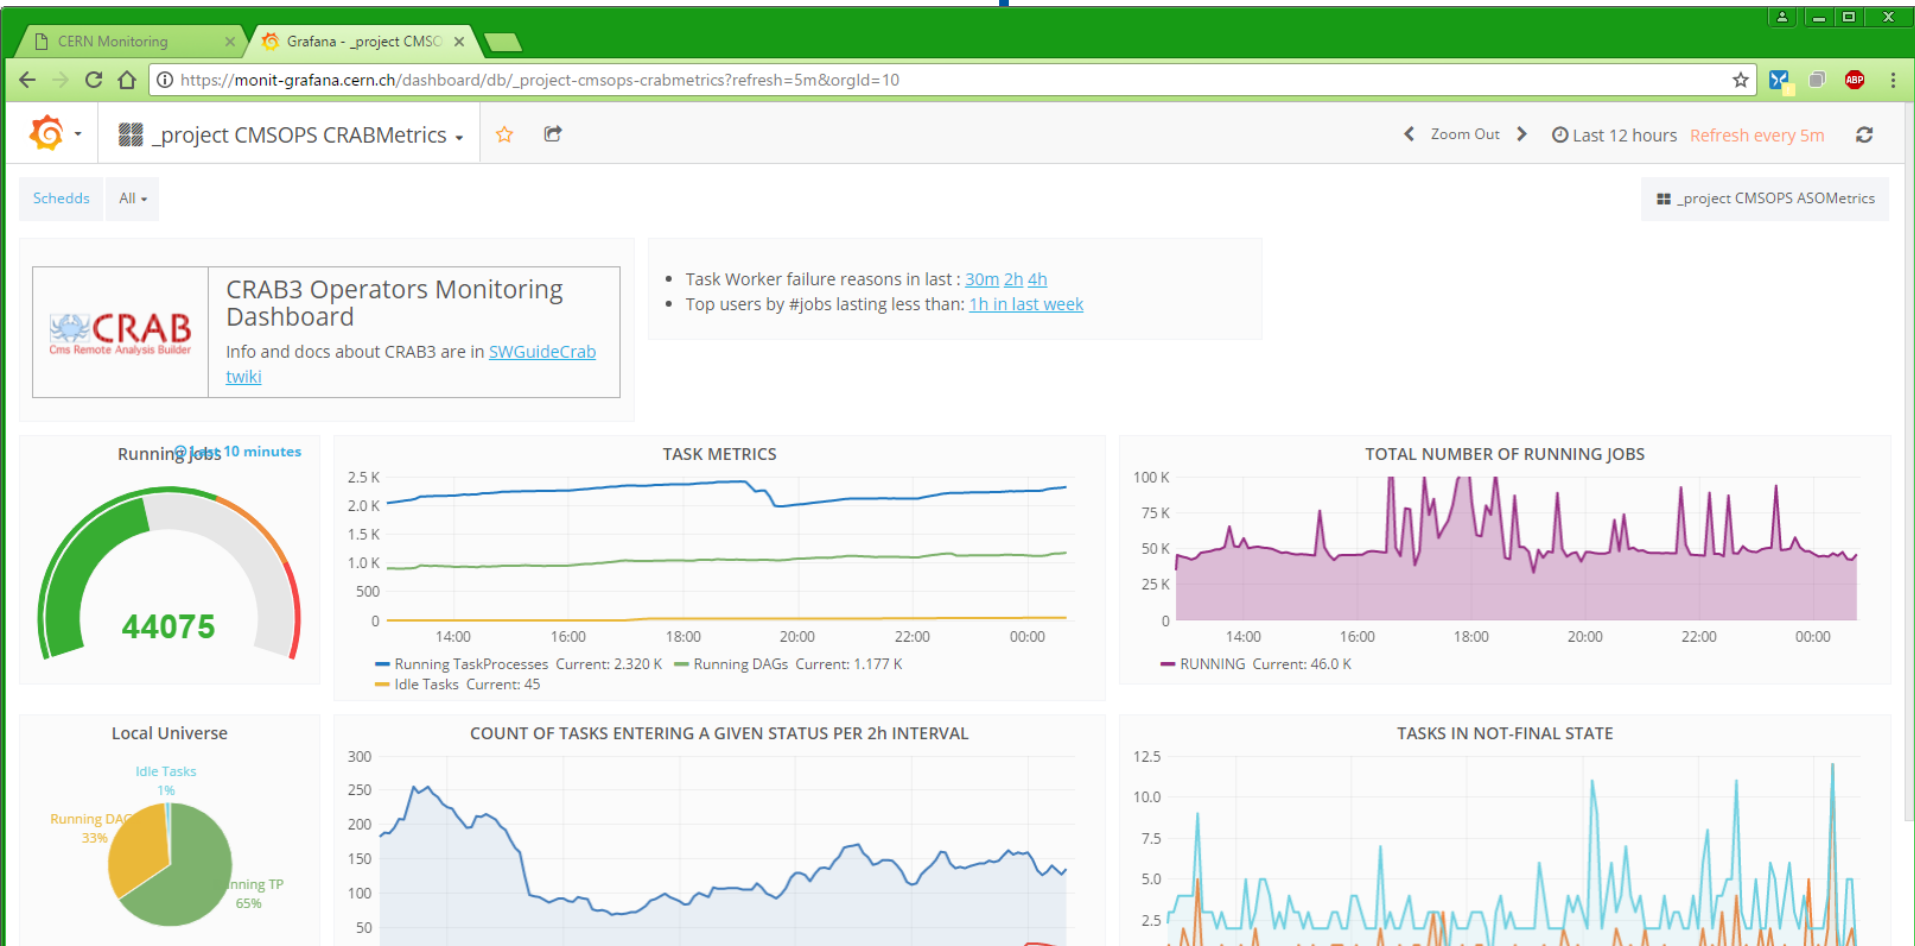 CERN Monitoring
Grafana - _project CMSO
https://monit-grafana.cern.ch/dashboard/db/_project-cmsops-crabmetrics?refresh=5m&orgId=10
ABP
_project CMSOPS CRABMetrics
Zoom Out
Last 12 hours
Refresh every 5m
Schedds
All
_project CMSOPS ASOMetrics
CRAB
Cms Remote Analysis Builder
CRAB3 Operators Monitoring
Dashboard
Info and docs about CRAB3 are in SWGuideCrab
twiki
Task Worker failure reasons in last : 30m 2h 4h
Top users by #jobs lasting less than: 1h in last week
Running jobs
Last 10 minutes
44075
TASK METRICS
2.5 K
2.0 K
1.5 K
1.0 K
500
0
14:00 16:00 18:00 20:00 22:00 00:00
Running TaskProcesses Current: 2.320 K Running DAGs Current: 1.177 K
Idle Tasks Current: 45
TOTAL NUMBER OF RUNNING JOBS
100 K
75 K
50 K
25 K
0
14:00 16:00 18:00 20:00 22:00 00:00
RUNNING Current: 46.0 K
Local Universe
Idle Tasks
1%
Running DAG
33%
nning TP
65%
COUNT OF TASKS ENTERING A GIVEN STATUS PER 2h INTERVAL
300
250
200
150
100
50
TASKS IN NOT-FINAL STATE
12.5
10.0
7.5
5.0
2.5